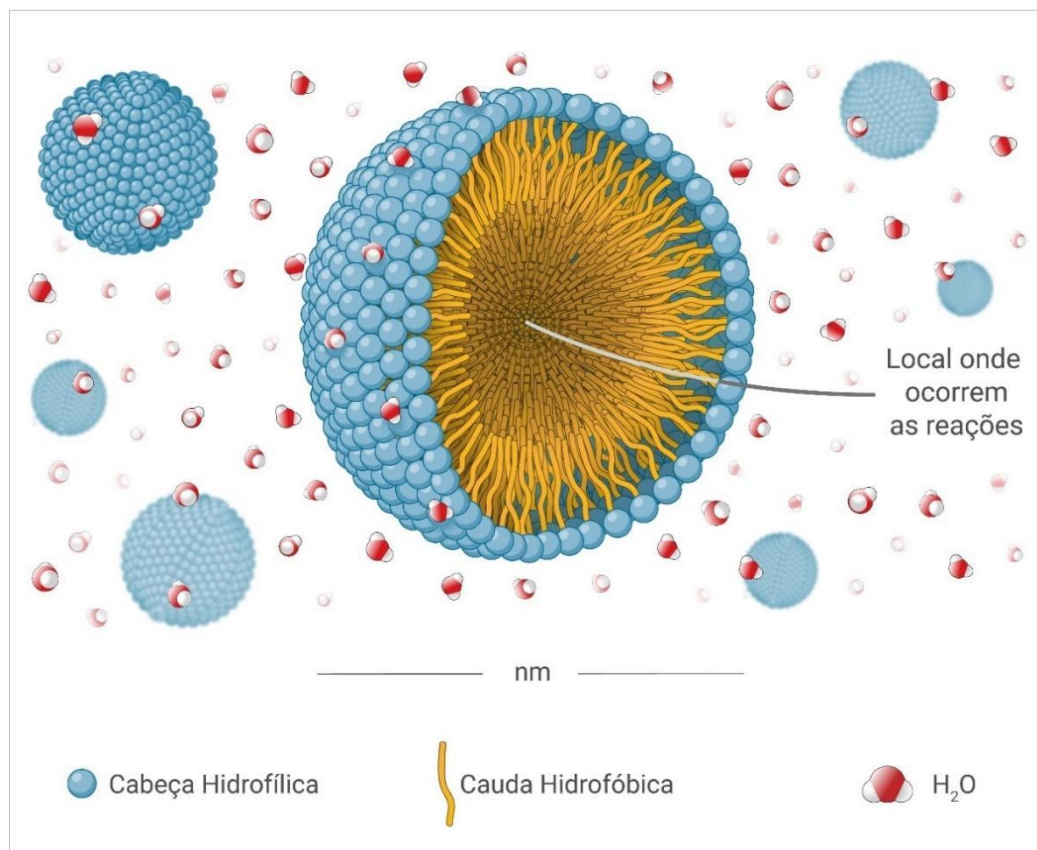 Local onde
ocorrem
as reações
nm
Cabeça Hidrofílica
Cauda Hidrofóbica
H₂O